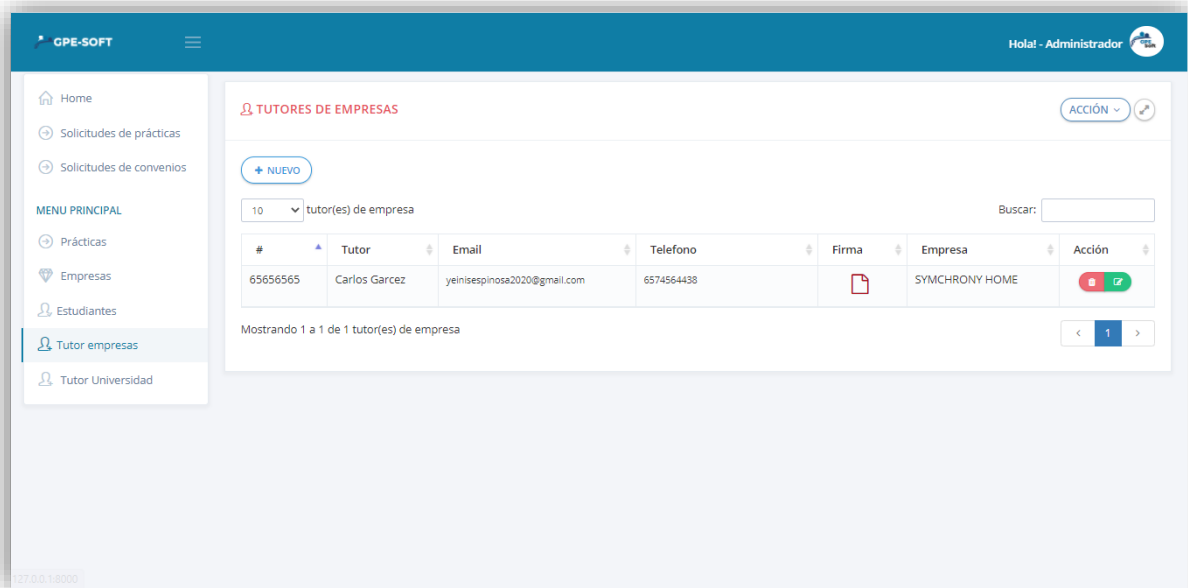 GPE-SOFT
Hola! - Administrador
Home
Solicitudes de prácticas
Solicitudes de convenios
MENU PRINCIPAL
Prácticas
Empresas
Estudiantes
Tutor empresas
Tutor Universidad
TUTORES DE EMPRESAS
ACCIÓN
+ NUEVO
10 tutor(es) de empresa
Buscar:
# Tutor Email Telefono Firma Empresa Acción
65656565 Carlos Garcez yeinisespinosa2020@gmail.com 6574564438 SYMCHRONY HOME
Mostrando 1 a 1 de 1 tutor(es) de empresa
< 1 >
127.0.0.1:8000